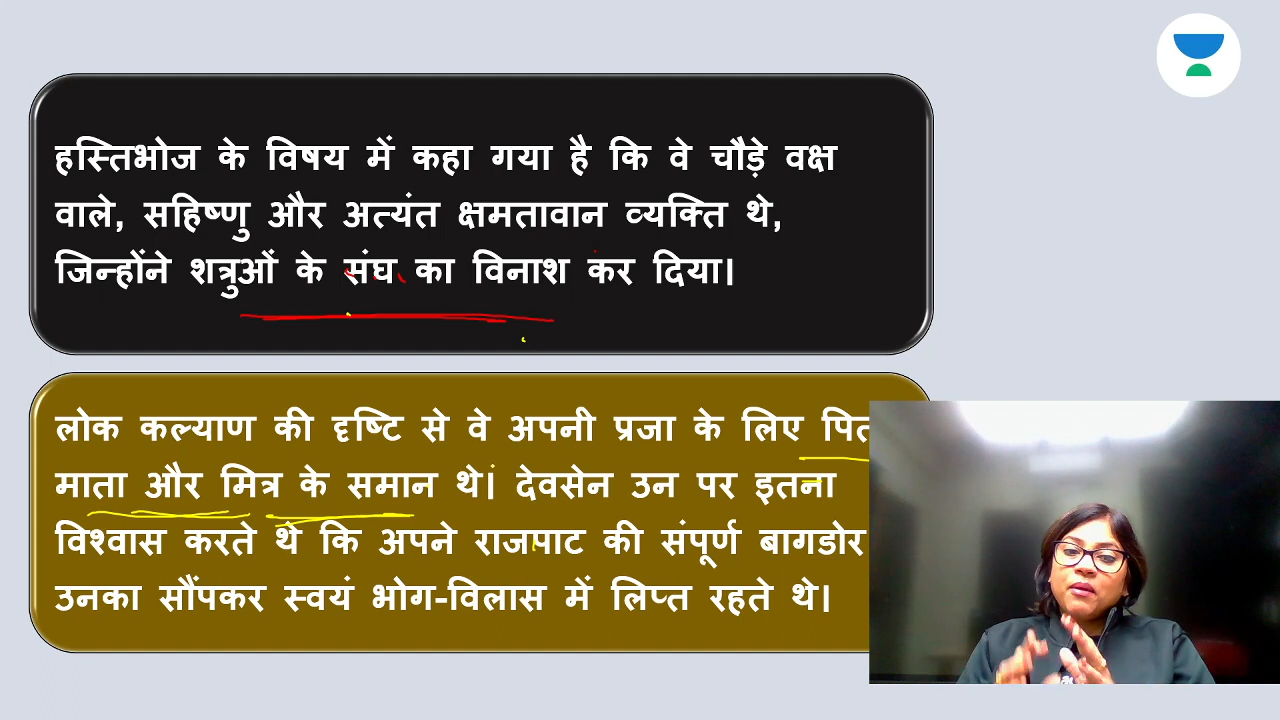 हस्तिभोज के विषय में कहा गया है कि वे चौड़े वक्ष
वाले, सहिष्णु और अत्यंत क्षमतावान व्यक्ति थे,
जिन्होंने शत्रुओं के संघ का विनाश कर दिया।
लोक कल्याण की दृष्टि से वे अपनी प्रजा के लिए
माता और मित्र के समान थे। देवसेन उन पर इतना
विश्वास करते थे कि अपने राजपाट की संपूर्ण बागडोर
उनका सौंपकर स्वयं भोग-विलास में लिप्त रहते थे।